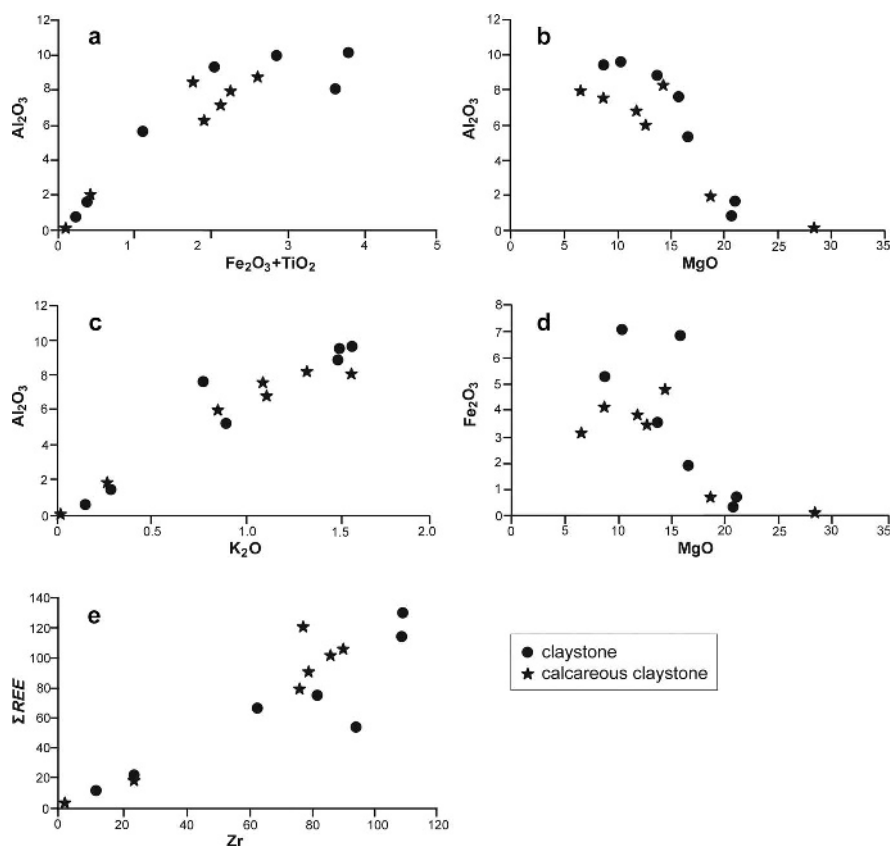 a
12
10
8
6
4
2
0
Al₂O₃
0 1 2 3 4 5
Fe₂O₃+TiO₂
b
12
10
8
6
4
2
0
Al₂O₃
0 5 10 15 20 25 30 35
MgO
c
12
10
8
6
4
2
0
Al₂O₃
0 0.5 1.0 1.5 2.0
K₂O
d
8
7
6
5
4
3
2
1
0
Fe₂O₃
0 5 10 15 20 25 30 35
MgO
e
140
120
100
80
60
40
20
0
ΣREE
0 20 40 60 80 100 120
Zr
claystone
calcareous claystone